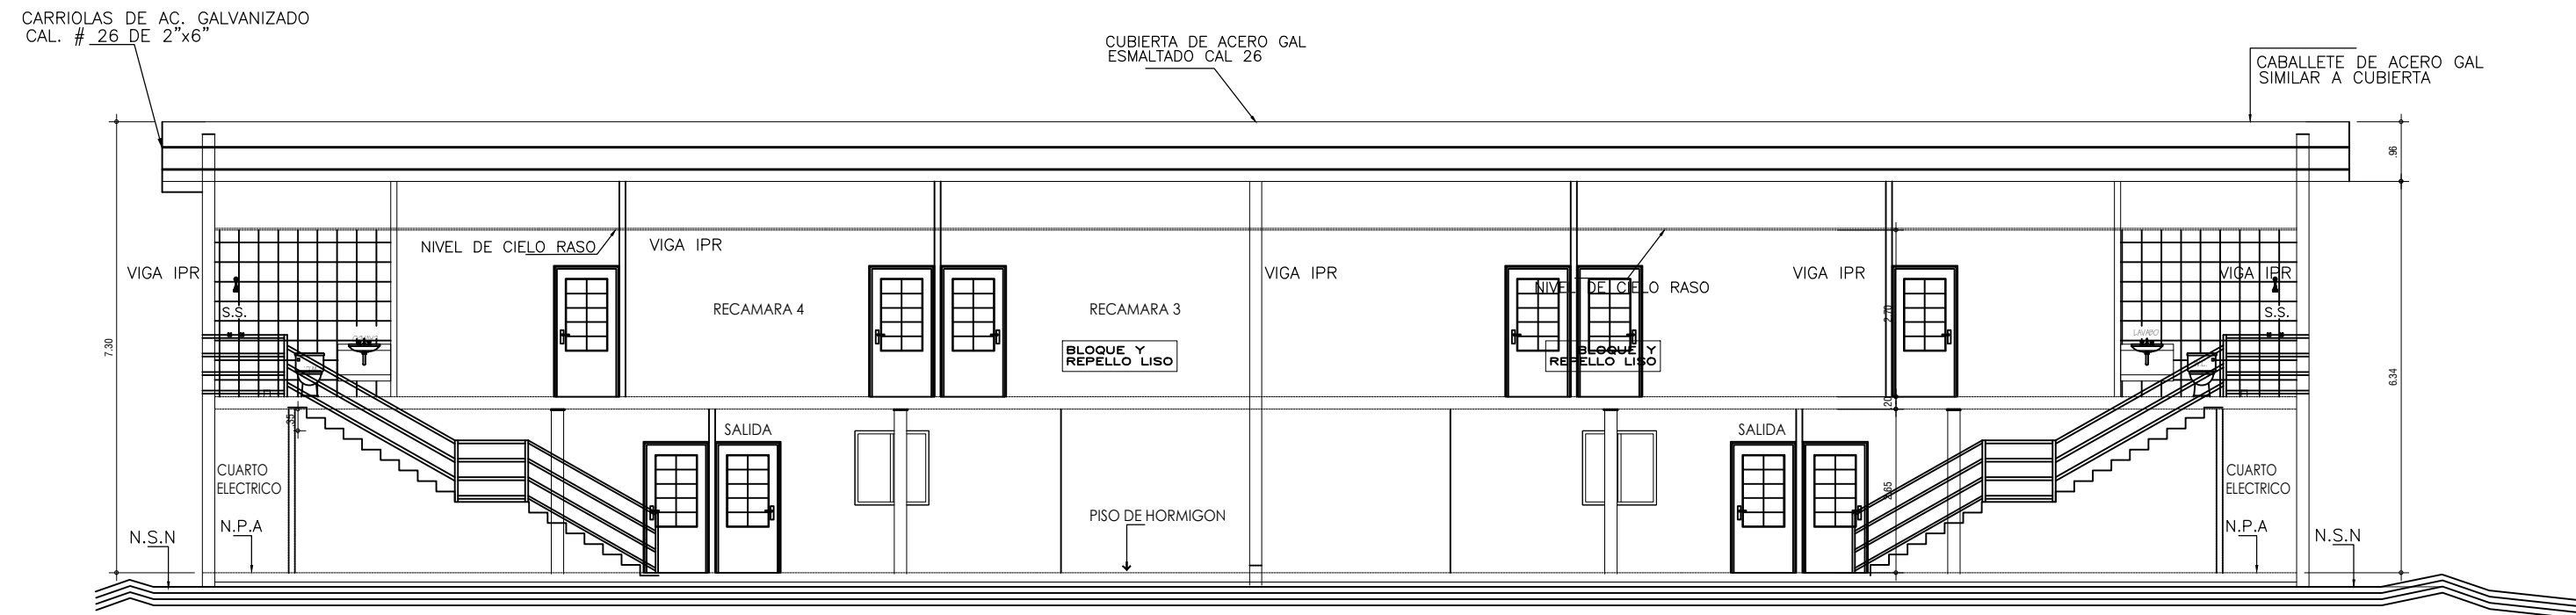 CARRIOLAS DE AC. GALVANIZADO
CAL. # 26 DE 2"x6"
CUBIERTA DE ACERO GAL
ESMALTADO CAL 26
CABALLETE DE ACERO GAL
SIMILAR A CUBIERTA
.96
7.30
6.34
NIVEL DE CIELO RASO
VIGA IPR
VIGA IPR
VIGA IPR
VIGA IPR
VIGA IPR
NIVEL DE CIELO RASO
RECAMARA 4
RECAMARA 3
S.S.
S.S.
2.70
LAVABO
BLOQUE Y
REPELLO LISO
BLOQUE Y
REPELLO LISO
.20
.35
SALIDA
SALIDA
CUARTO
ELECTRICO
CUARTO
ELECTRICO
2.65
PISO DE HORMIGON
N.P.A
N.P.A
N.S.N
N.S.N